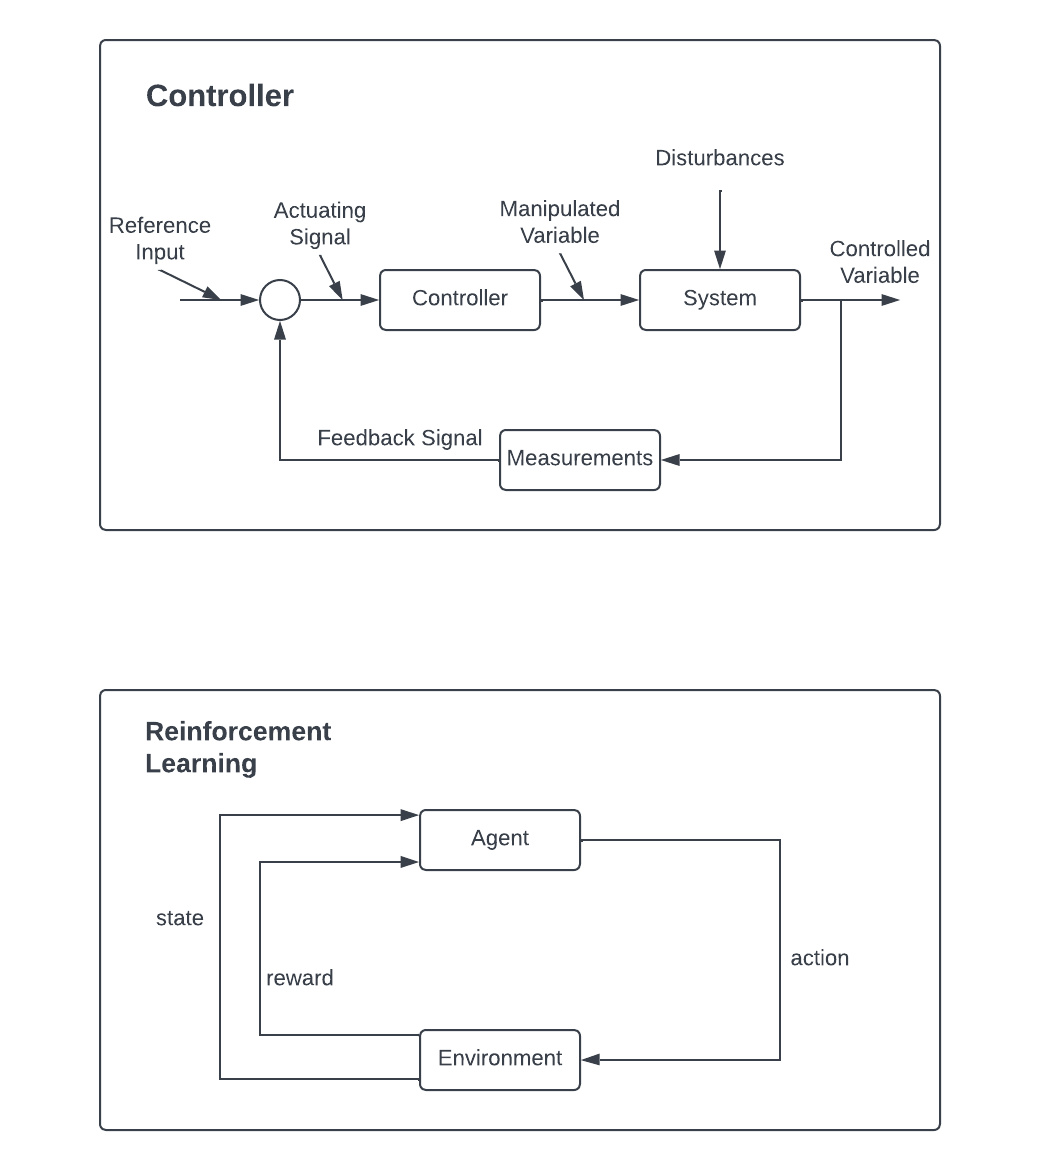 Controller
Disturbances
Reference
Input
Actuating
Signal
Manipulated
Variable
Controlled
Variable
Controller
System
Feedback Signal
Measurements
Reinforcement
Learning
Agent
state
action
reward
Environment